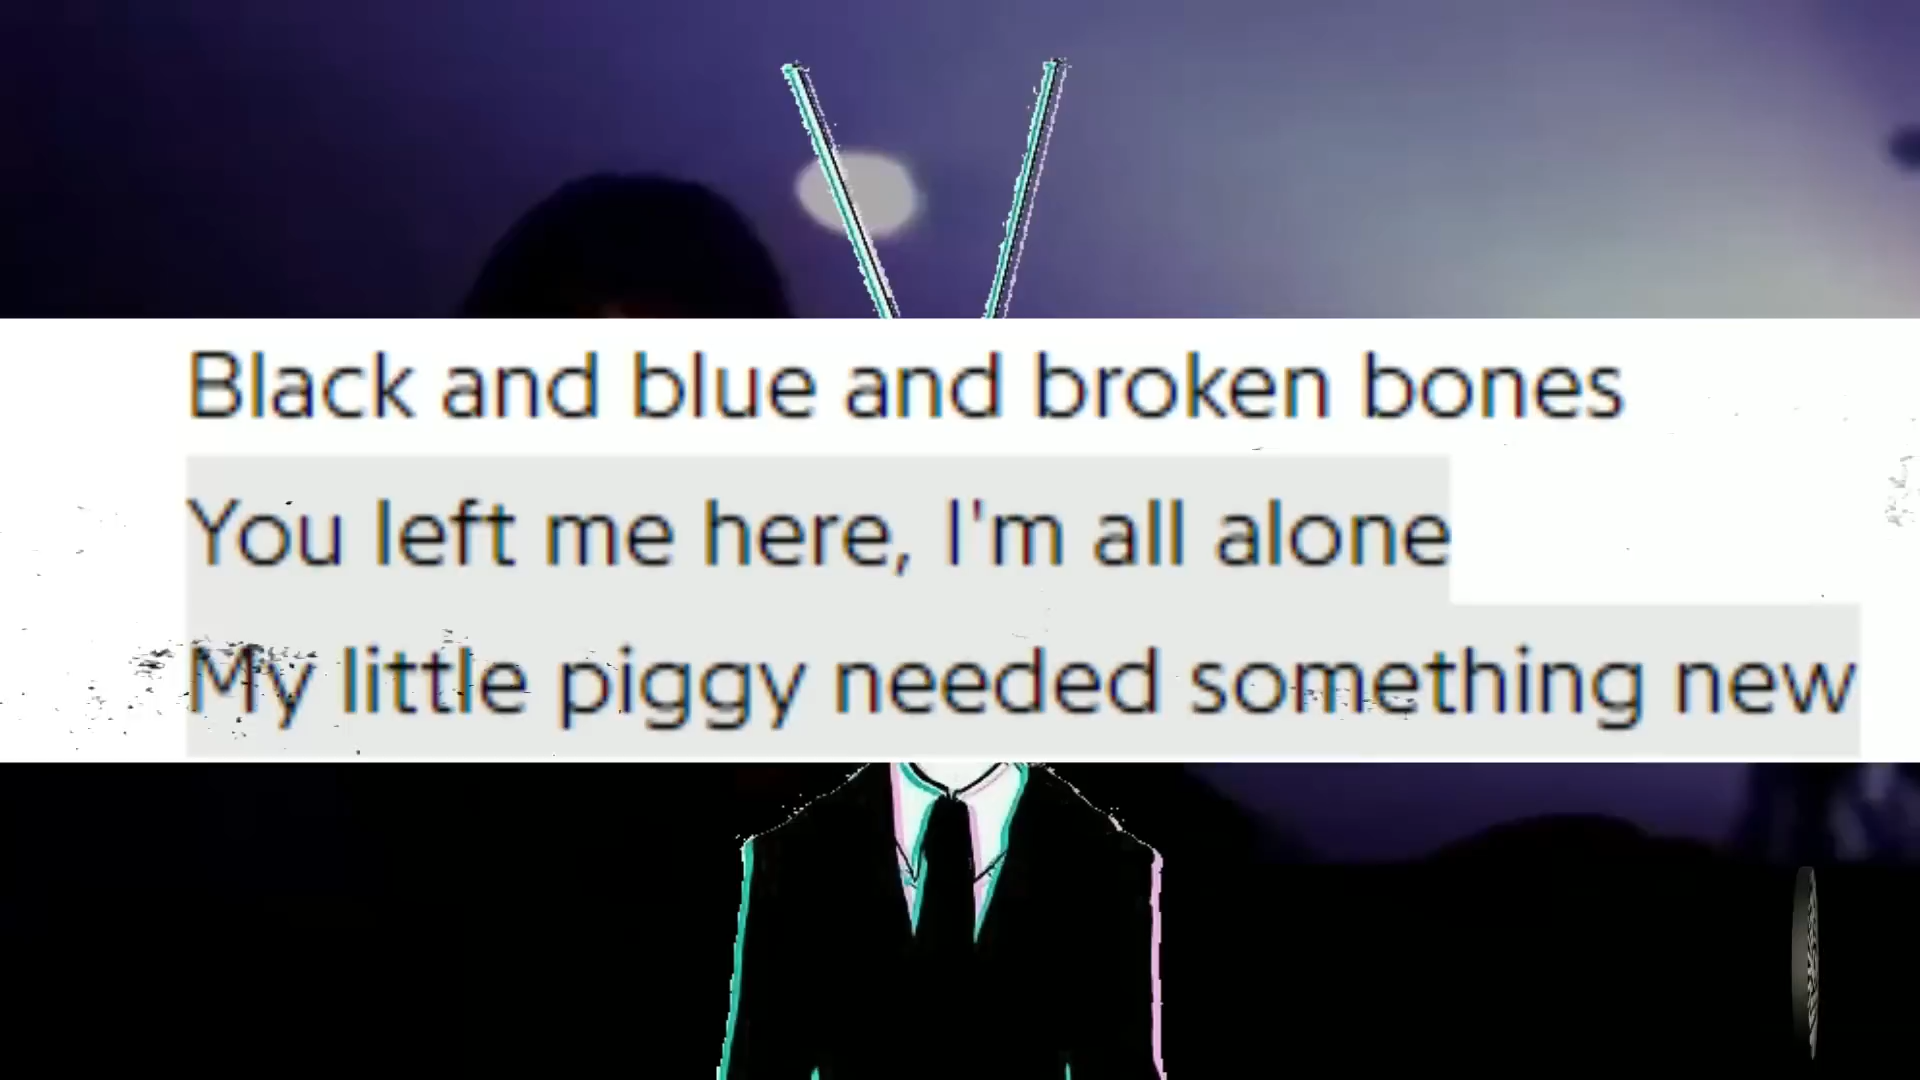 Black and blue and broken bones
You left me here, I'm all alone
My little piggy needed something new